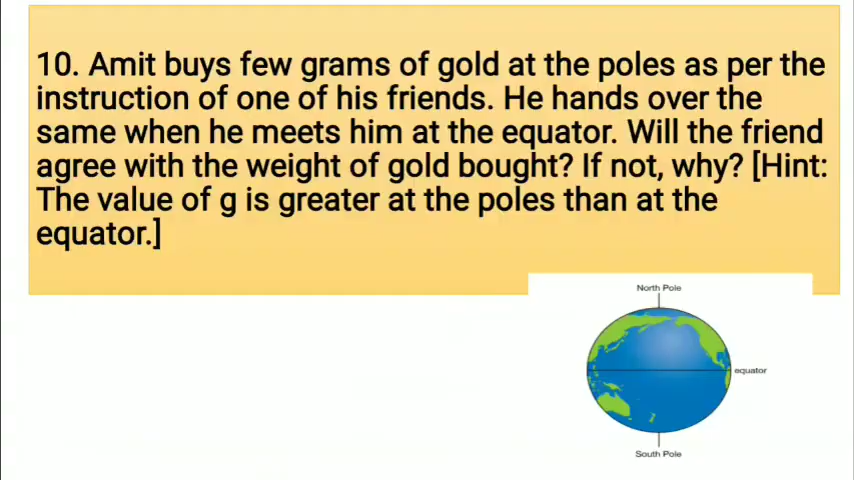 10. Amit buys few grams of gold at the poles as per the
instruction of one of his friends. He hands over the
same when he meets him at the equator. Will the friend
agree with the weight of gold bought? If not, why? [Hint:
The value of g is greater at the poles than at the
equator.]
North Pole
equator
South Pole